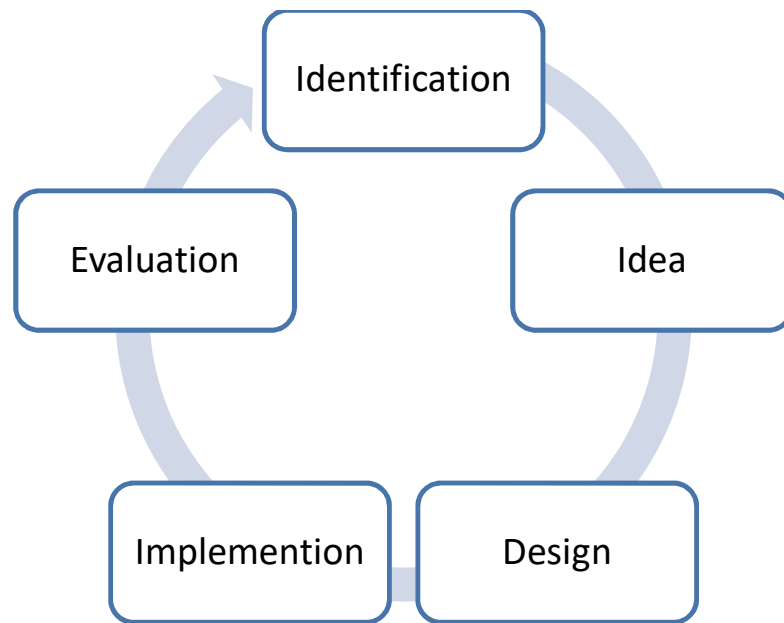 Identification
Idea
Design
Implemention
Evaluation